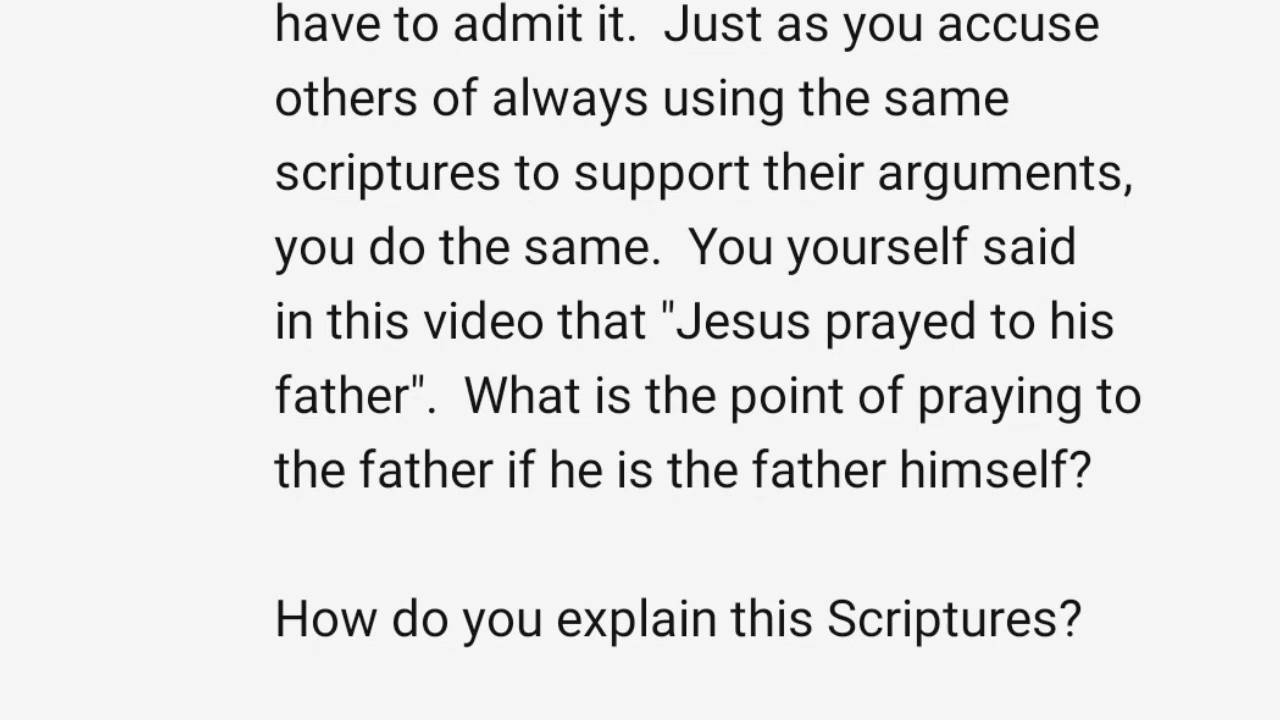 have to admit it.  Just as you accuse
others of always using the same
scriptures to support their arguments,
you do the same.  You yourself said
in this video that "Jesus prayed to his
father".  What is the point of praying to
the father if he is the father himself?
How do you explain this Scriptures?